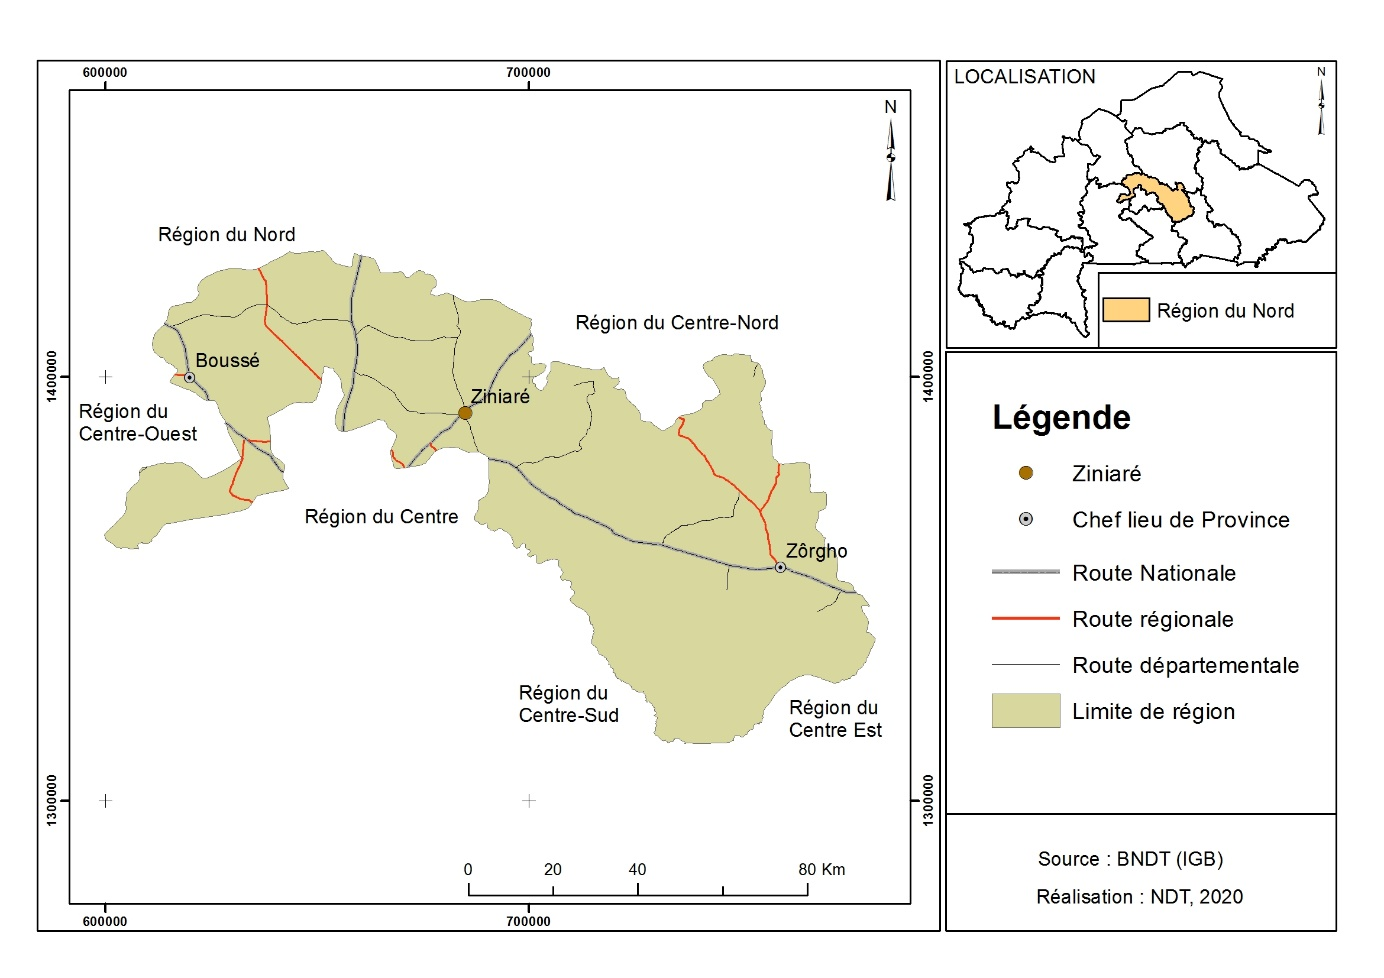 600000
700000
N
Région du Nord
Région du Centre-Nord
1400000
1400000
Boussé
Ziniaré
Région du
Centre-Ouest
Région du Centre
Zôrgho
Région du
Centre-Sud
Région du
Centre Est
1300000
1300000
0 20 40 80 Km
600000
700000
LOCALISATION
N
Région du Nord
Légende
Ziniaré
Chef lieu de Province
Route Nationale
Route régionale
Route départementale
Limite de région
Source : BNDT (IGB)
Réalisation : NDT, 2020